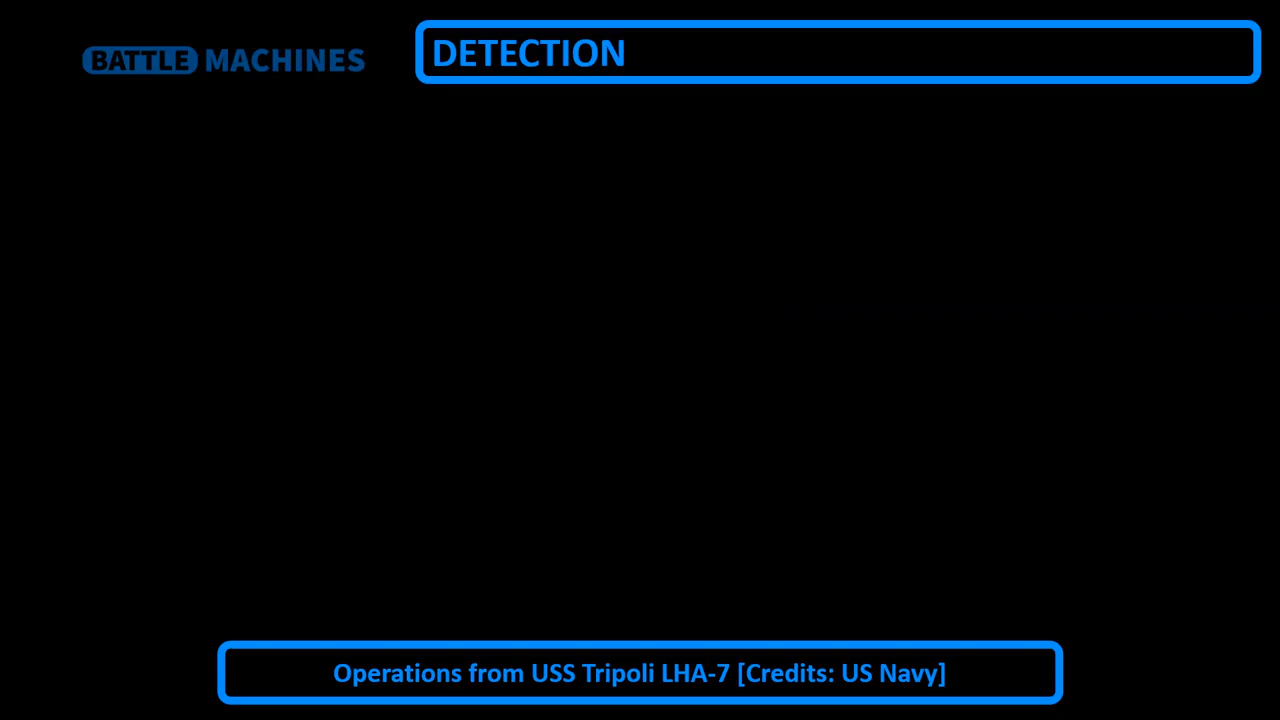 BATTLE MACHINES
DETECTION
Operations from USS Tripoli LHA-7 [Credits: US Navy]